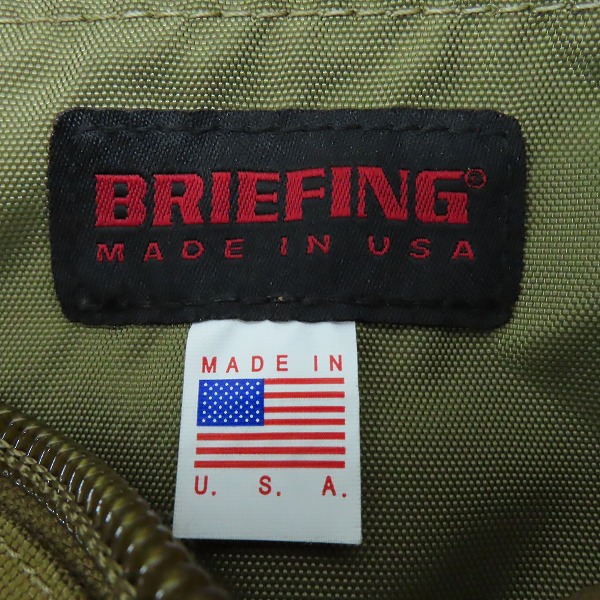 BRIEFING®
MADE IN USA
MADE IN
U. S. A.